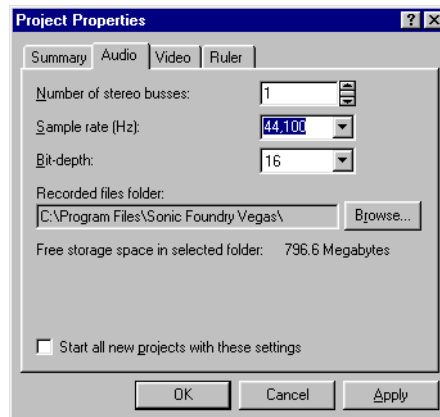 Project Properties
Summary Audio Video Ruler
Number of stereo busses: 1
Sample rate (Hz): 44,100
Bit-depth: 16
Recorded files folder:
C:\Program Files\Sonic Foundry Vegas\ Browse...
Free storage space in selected folder: 796.6 Megabytes
Start all new projects with these settings
OK Cancel Apply